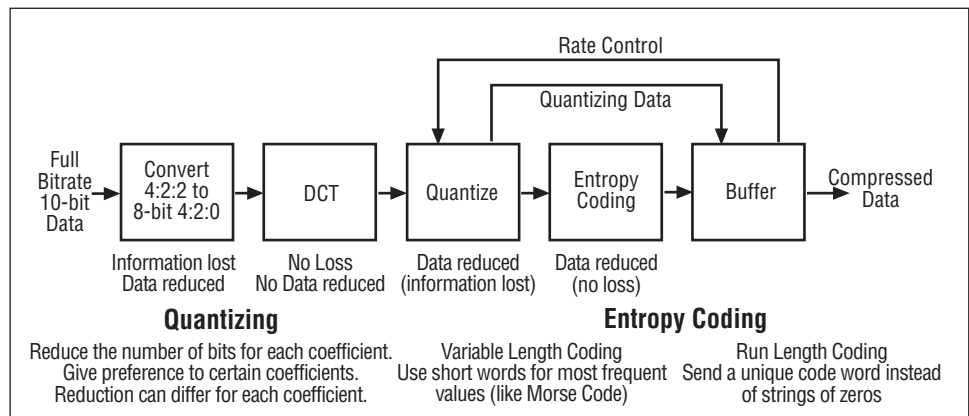 Rate Control
Quantizing Data
Full
Bitrate
10-bit
Data
Convert
4:2:2 to
8-bit 4:2:0
DCT
Quantize
Entropy
Coding
Buffer
Compressed
Data
Information lost
Data reduced
No Loss
No Data reduced
Data reduced
(information lost)
Data reduced
(no loss)
Quantizing
Reduce the number of bits for each coefficient.
Give preference to certain coefficients.
Reduction can differ for each coefficient.
Entropy Coding
Variable Length Coding
Use short words for most frequent
values (like Morse Code)
Run Length Coding
Send a unique code word instead
of strings of zeros